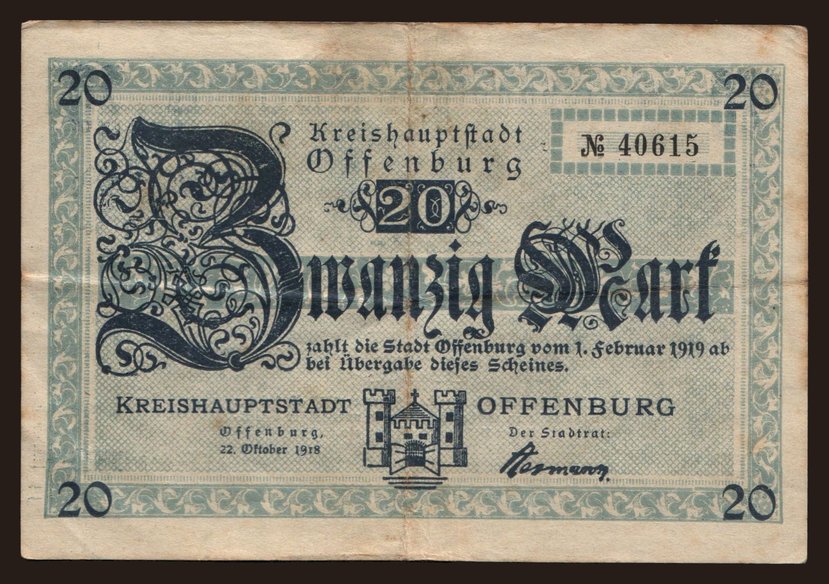 20
20
Kreishauptstadt
Offenburg
№ 40615
20
Zwanzig Mark
zahlt die Stadt Offenburg vom 1. Februar 1919 ab
bei Übergabe dieses Scheines.
KREISHAUPTSTADT OFFENBURG
Offenburg,
22. Oktober 1918
Der Stadtrat:
Hermann
20
20